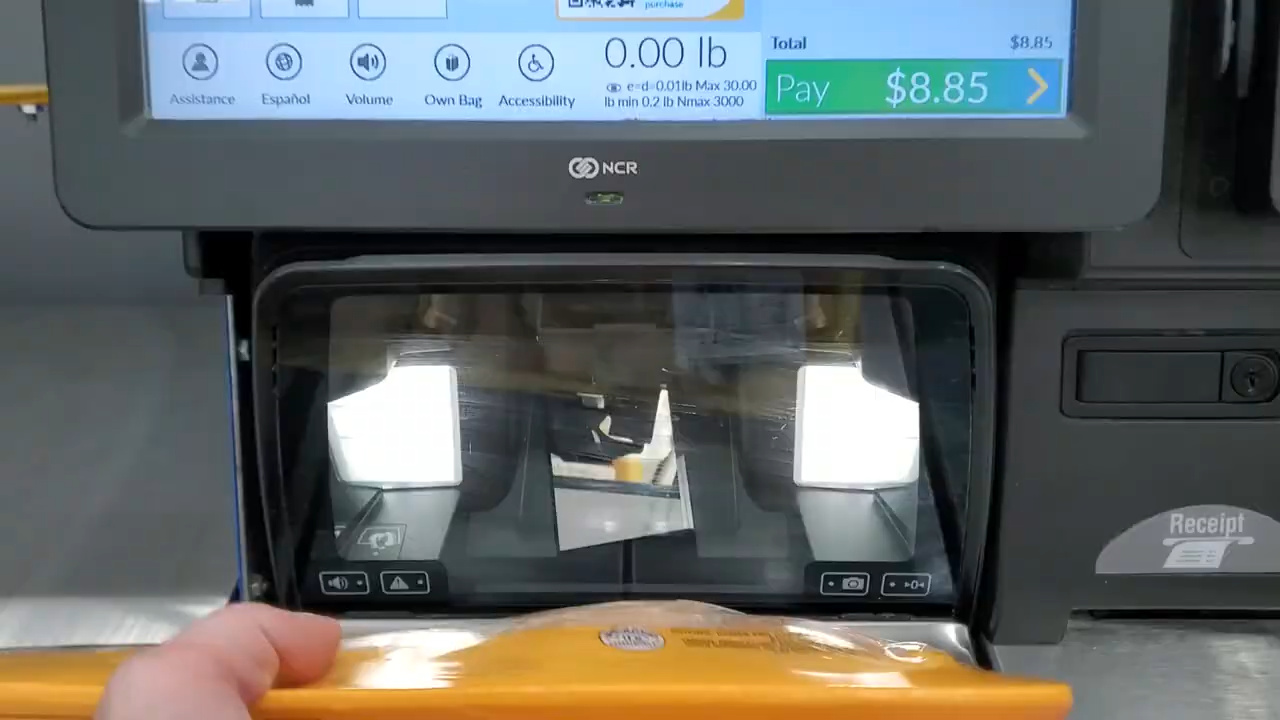 purchase
0.00 lb
Total
$8.85
e=d=0.01lb Max 30.00
lb min 0.2 lb Nmax 3000
Pay
$8.85
Assistance
Español
Volume
Own Bag
Accessibility
NCR
Receipt